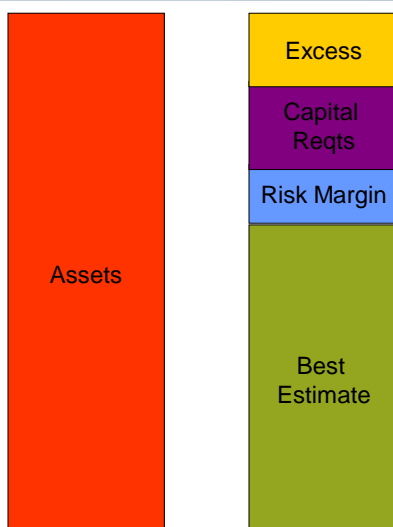 Excess
Capital
Reqts
Risk Margin
Assets
Best
Estimate